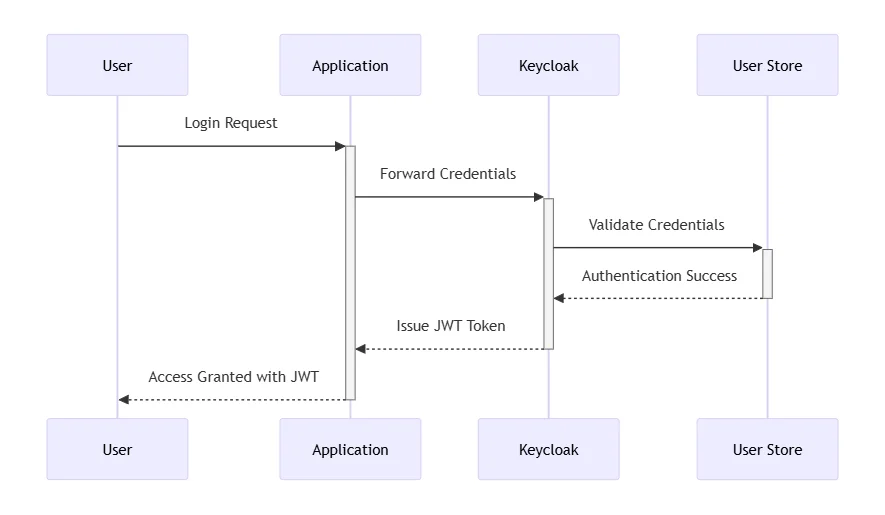 User
Application
Keycloak
User Store
Login Request
Forward Credentials
Validate Credentials
Authentication Success
Issue JWT Token
Access Granted with JWT
User
Application
Keycloak
User Store